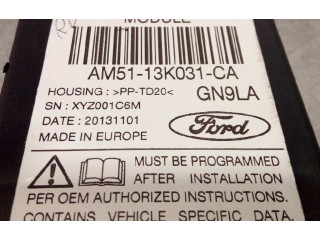 MODULE
AM51-13K031-CA
HOUSING : >PP-TD20< GN9LA
SN : XYZ001C6M
DATE : 20131101
MADE IN EUROPE
Ford
MUST BE PROGRAMMED
AFTER INSTALLATION
PER OEM AUTHORIZED INSTRUCTIONS.
CONTAINS VEHICLE SPECIFIC DATA.